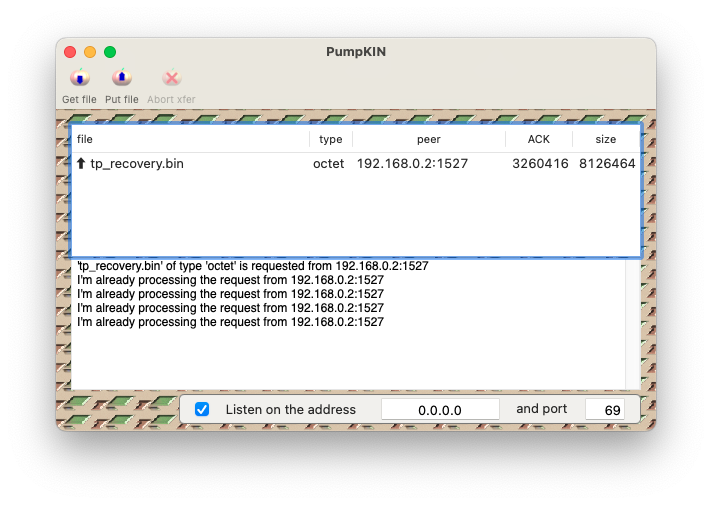 PumpKIN
Get file Put file Abort xfer
file type peer ACK size
tp_recovery.bin octet 192.168.0.2:1527 3260416 8126464
'tp_recovery.bin' of type 'octet' is requested from 192.168.0.2:1527
I'm already processing the request from 192.168.0.2:1527
I'm already processing the request from 192.168.0.2:1527
I'm already processing the request from 192.168.0.2:1527
I'm already processing the request from 192.168.0.2:1527
Listen on the address 0.0.0.0 and port 69